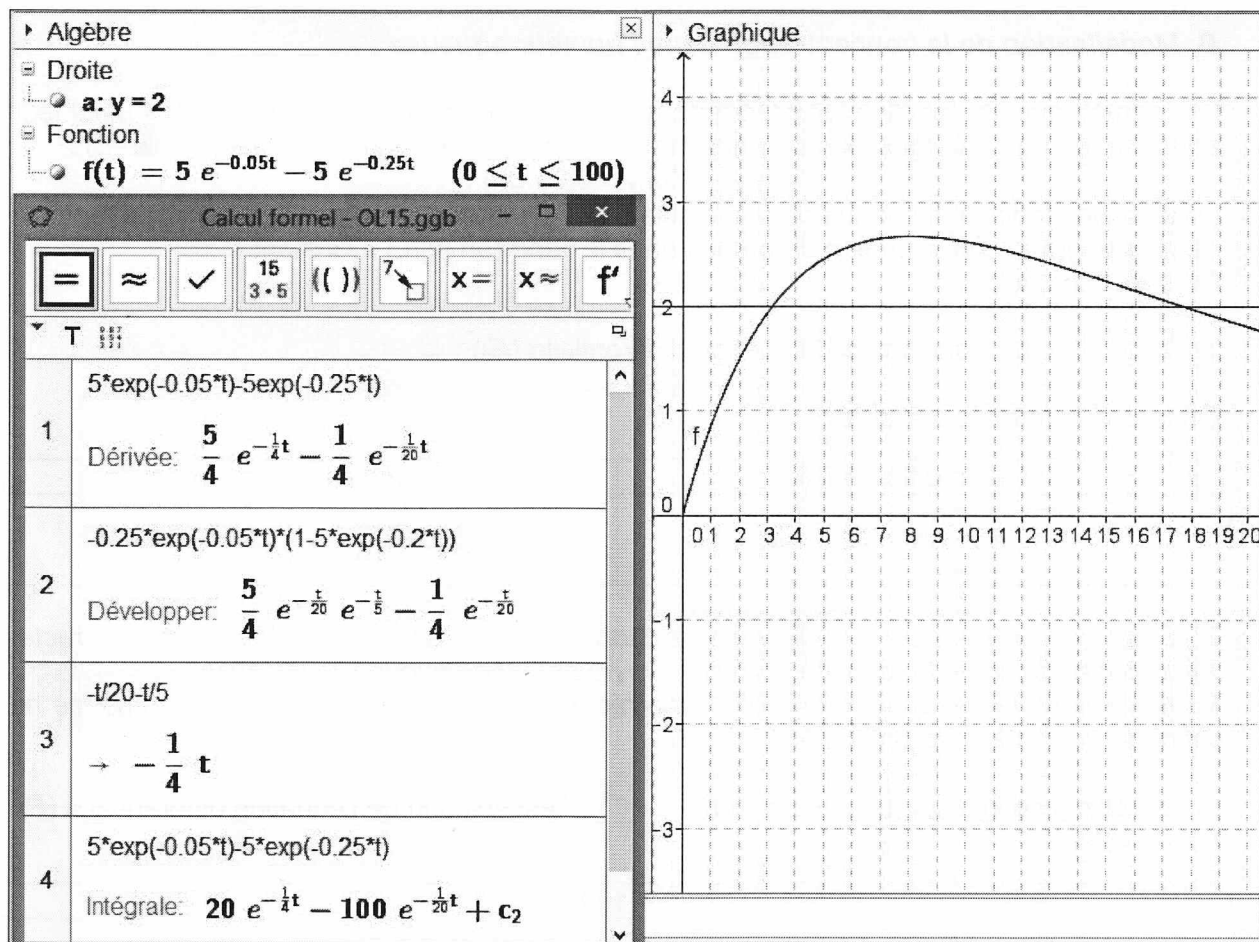 Algèbre
Droite
a: y = 2
Fonction
f(t) = 5 e^{-0.05t} − 5 e^{-0.25t} (0 ≤ t ≤ 100)
Calcul formel - OL15.ggb
= ≈ ✓ 15 3·5 (( )) 7 x= x≈ f'
T
1
5*exp(-0.05*t)-5exp(-0.25*t)
Dérivée: 5/4 e^{-1/4 t} − 1/4 e^{-1/20 t}
2
-0.25*exp(-0.05*t)*(1-5*exp(-0.2*t))
Développer: 5/4 e^{-t/20} e^{-t/5} − 1/4 e^{-t/20}
3
-t/20-t/5
→ − 1/4 t
4
5*exp(-0.05*t)-5*exp(-0.25*t)
Intégrale: 20 e^{-1/4 t} − 100 e^{-1/20 t} + c₂
Graphique
4
3
2
1
f
0
0 1 2 3 4 5 6 7 8 9 10 11 12 13 14 15 16 17 18 19 20
-1
-2
-3